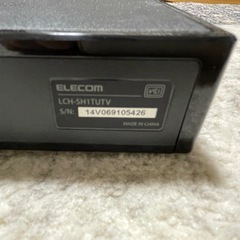 ELECOM
LCH-SH1TUTV
S/N: 14V069105426
MADE IN CHINA